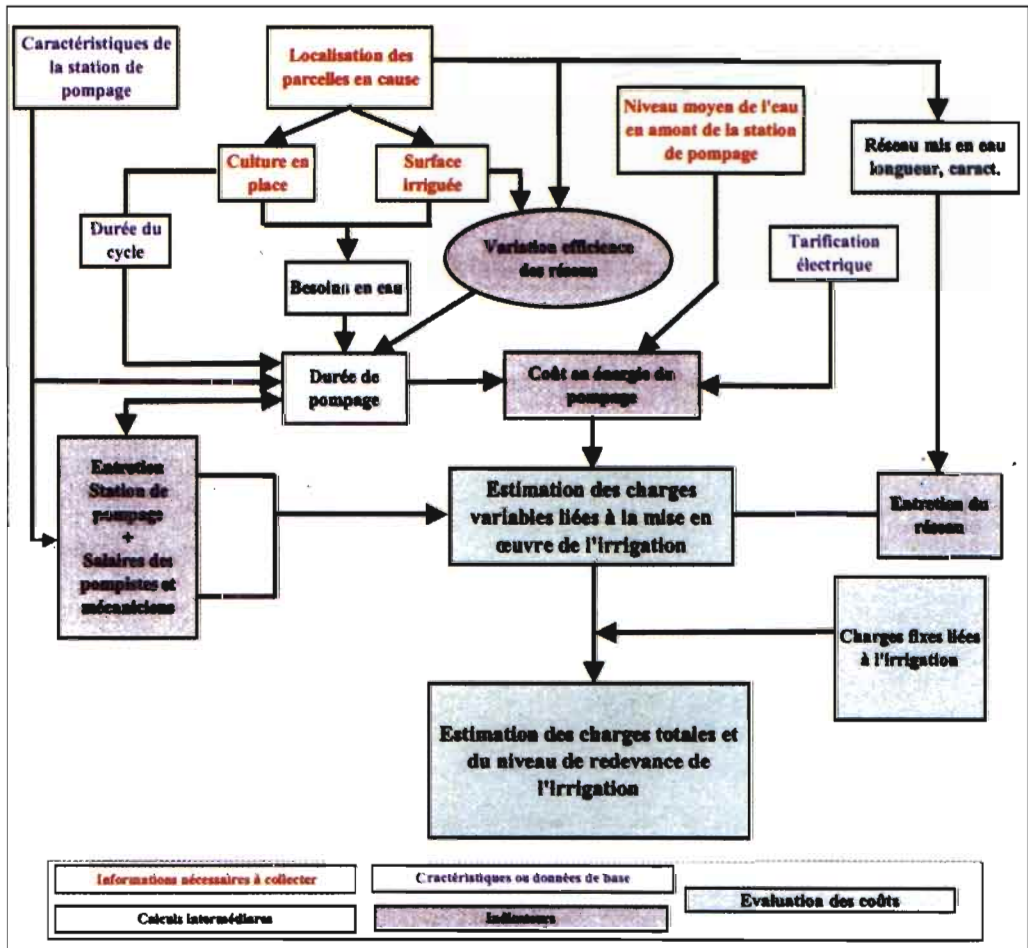 Caractéristiques de
la station de
pompage
Localisation des
parcelles en cause
Niveau moyen de l'eau
en amont de la station
de pompage
Réseau mis en eau
longueur, caract.
Culture en
place
Surface
irriguée
Durée du
cycle
Variation efficience
des réseau
Tarification
électrique
Besoins en eau
Durée de
pompage
Coût en énergie du
pompage
Entretien
Station de
pompage
+
Salaires des
pompistes et
mécaniciens
Estimation des charges
variables liées à la mise en
œuvre de l'irrigation
Entretien du
réseau
Charges fixes liées
à l'irrigation
Estimation des charges totales et
du niveau de redevance de
l'irrigation
Informations nécessaires à collecter
Cractéristiques ou données de base
Evaluation des coûts
Calculs intermédiares
Indicateurs